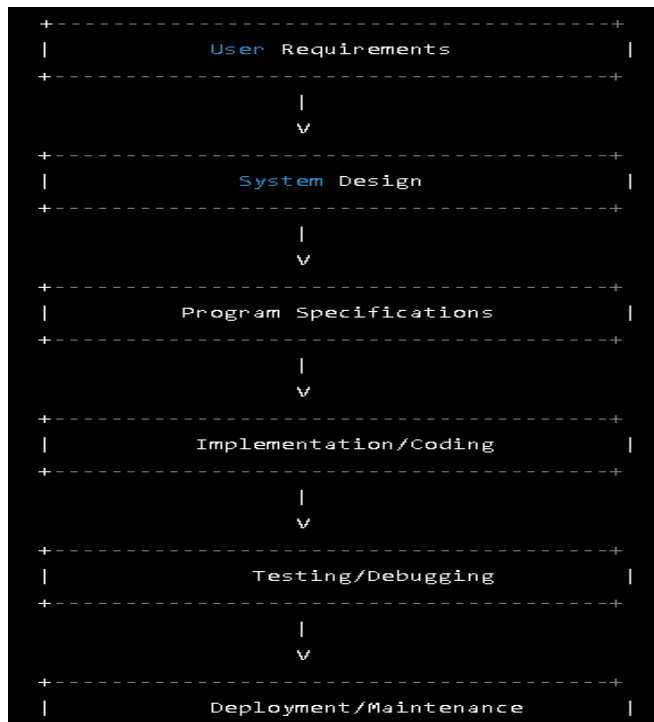 +----------------------------------------+
| User Requirements |
+----------------------------------------+
|
v
+----------------------------------------+
| System Design |
+----------------------------------------+
|
v
+----------------------------------------+
| Program Specifications |
+----------------------------------------+
|
v
+----------------------------------------+
| Implementation/Coding |
+----------------------------------------+
|
v
+----------------------------------------+
| Testing/Debugging |
+----------------------------------------+
|
v
+----------------------------------------+
| Deployment/Maintenance |